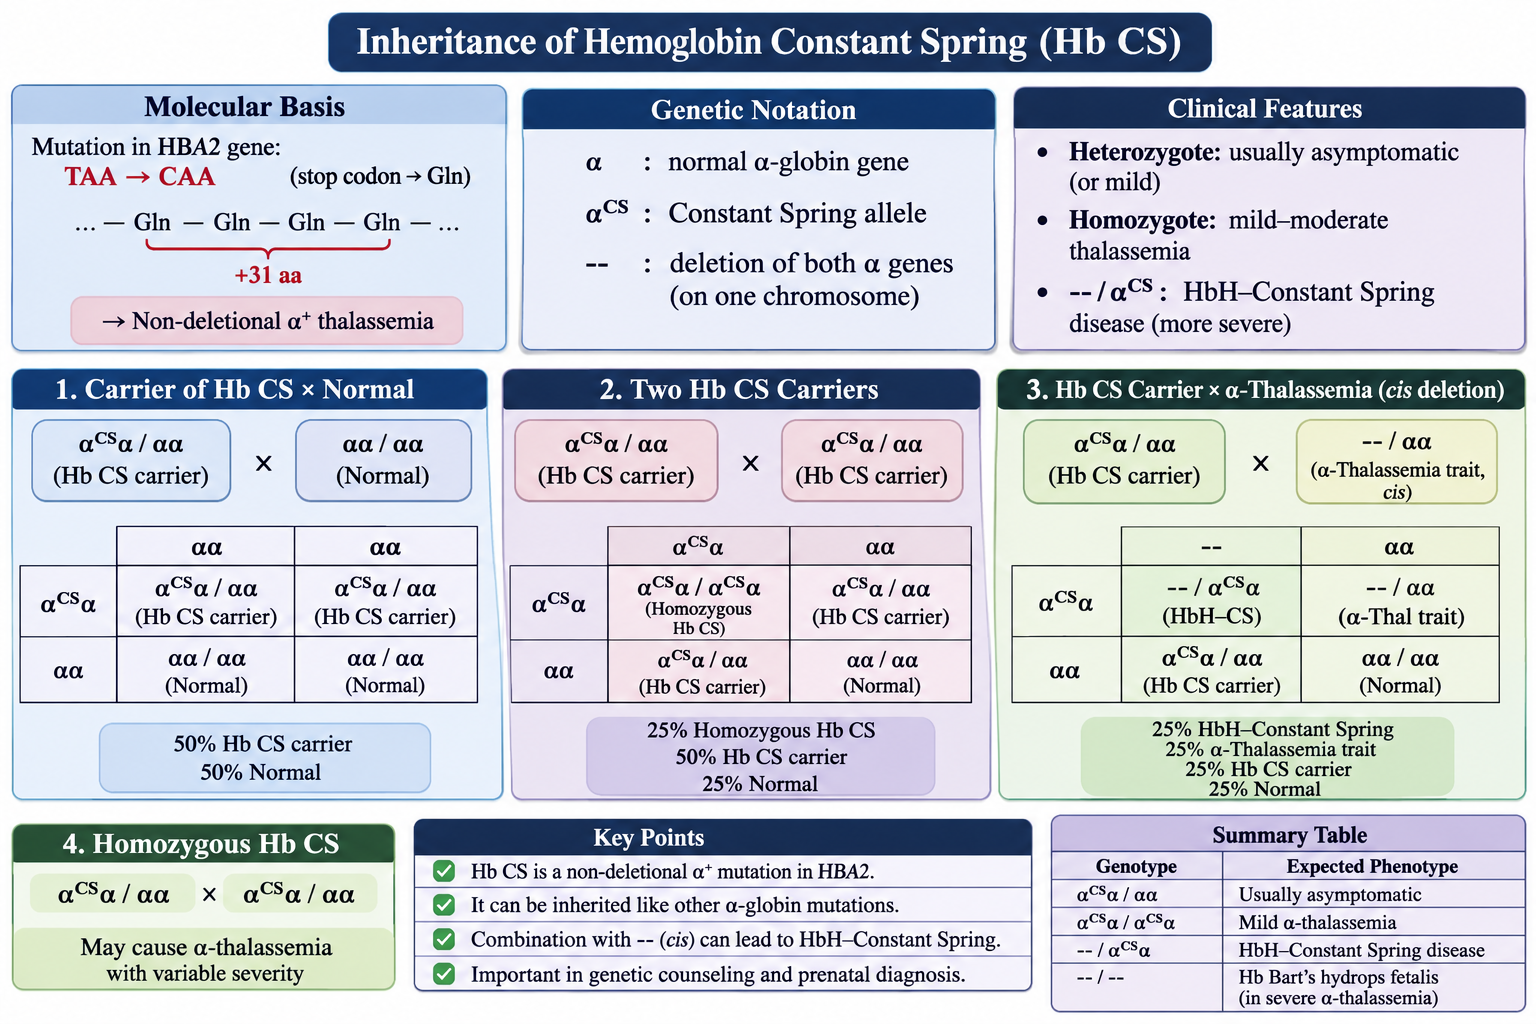 Inheritance of Hemoglobin Constant Spring (Hb CS)
Molecular Basis
Mutation in HBA2 gene:
TAA → CAA (stop codon → Gln)
... — Gln — Gln — Gln — Gln — ...
+31 aa
→ Non-deletional α⁺ thalassemia
Genetic Notation
α : normal α-globin gene
αCS : Constant Spring allele
-- : deletion of both α genes
(on one chromosome)
Clinical Features
• Heterozygote: usually asymptomatic
(or mild)
• Homozygote: mild–moderate
thalassemia
• -- / αCS : HbH–Constant Spring
disease (more severe)
1. Carrier of Hb CS × Normal
αCSα / αα × αα / αα
(Hb CS carrier) (Normal)
αα αα
αCSα αCSα / αα αCSα / αα
(Hb CS carrier) (Hb CS carrier)
αα αα / αα αα / αα
(Normal) (Normal)
50% Hb CS carrier
50% Normal
2. Two Hb CS Carriers
αCSα / αα × αCSα / αα
(Hb CS carrier) (Hb CS carrier)
αCSα αα
αCSα αCSα / αCSα αCSα / αα
(Homozygous (Hb CS carrier)
Hb CS)
αα αCSα / αα αα / αα
(Hb CS carrier) (Normal)
25% Homozygous Hb CS
50% Hb CS carrier
25% Normal
3. Hb CS Carrier × α-Thalassemia (cis deletion)
αCSα / αα × -- / αα
(Hb CS carrier) (α-Thalassemia trait,
cis)
-- αα
αCSα -- / αCSα -- / αα
(HbH–CS) (α-Thal trait)
αα αCSα / αα αα / αα
(Hb CS carrier) (Normal)
25% HbH–Constant Spring
25% α-Thalassemia trait
25% Hb CS carrier
25% Normal
4. Homozygous Hb CS
αCSα / αα × αCSα / αα
May cause α-thalassemia
with variable severity
Key Points
✅ Hb CS is a non-deletional α⁺ mutation in HBA2.
✅ It can be inherited like other α-globin mutations.
✅ Combination with -- (cis) can lead to HbH–Constant Spring.
✅ Important in genetic counseling and prenatal diagnosis.
Summary Table
Genotype Expected Phenotype
αCSα / αα Usually asymptomatic
αCSα / αCSα Mild α-thalassemia
-- / αCSα HbH–Constant Spring disease
-- / -- Hb Bart's hydrops fetalis
(in severe α-thalassemia)